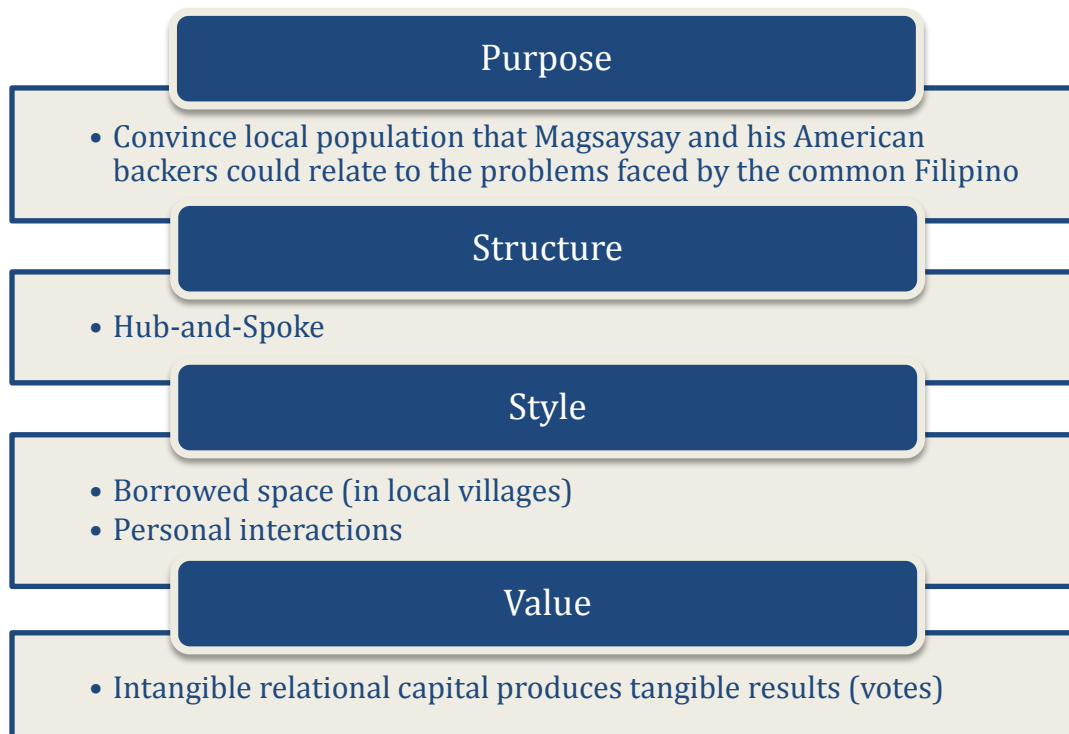 Purpose
• Convince local population that Magsaysay and his American
backers could relate to the problems faced by the common Filipino
Structure
• Hub-and-Spoke
Style
• Borrowed space (in local villages)
• Personal interactions
Value
• Intangible relational capital produces tangible results (votes)